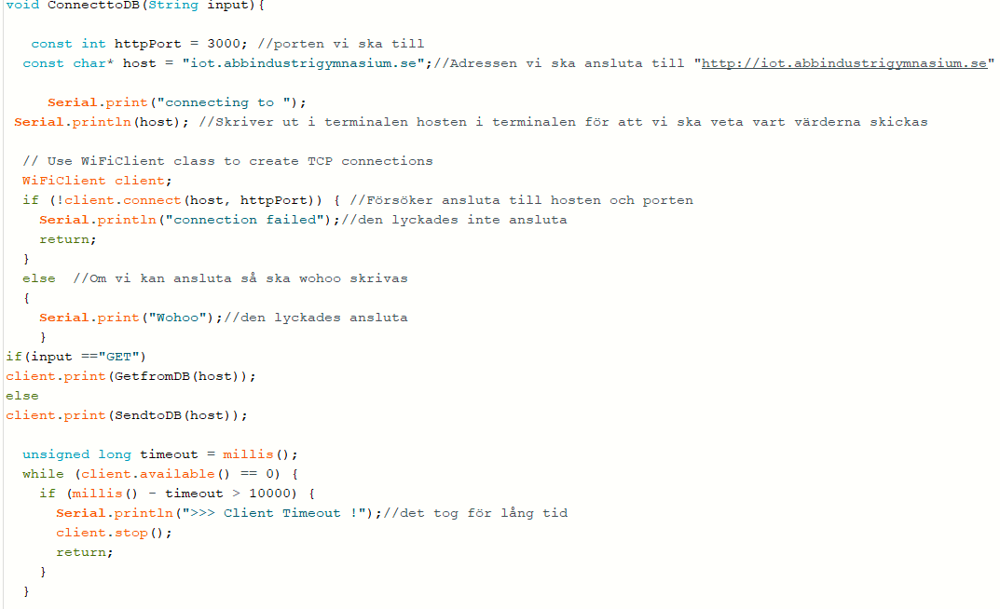 void ConnecttoDB(String input){
const int httpPort = 3000; //porten vi ska till
const char* host = "iot.abbindustrigymnasium.se";//Adressen vi ska ansluta till "http://iot.abbindustrigymnasium.se"
Serial.print("connecting to ");
Serial.println(host); //Skriver ut i terminalen hosten i terminalen för att vi ska veta vart värderna skickas
// Use WiFiClient class to create TCP connections
WiFiClient client;
if (!client.connect(host, httpPort)) { //Försöker ansluta till hosten och porten
Serial.println("connection failed");//den lyckades inte ansluta
return;
}
else  //Om vi kan ansluta så ska wohoo skrivas
{
Serial.print("Wohoo");//den lyckades ansluta
}
if(input =="GET")
client.print(GetfromDB(host));
else
client.print(SendtoDB(host));
unsigned long timeout = millis();
while (client.available() == 0) {
if (millis() - timeout > 10000) {
Serial.println(">>> Client Timeout !");//det tog för lång tid
client.stop();
return;
}
}